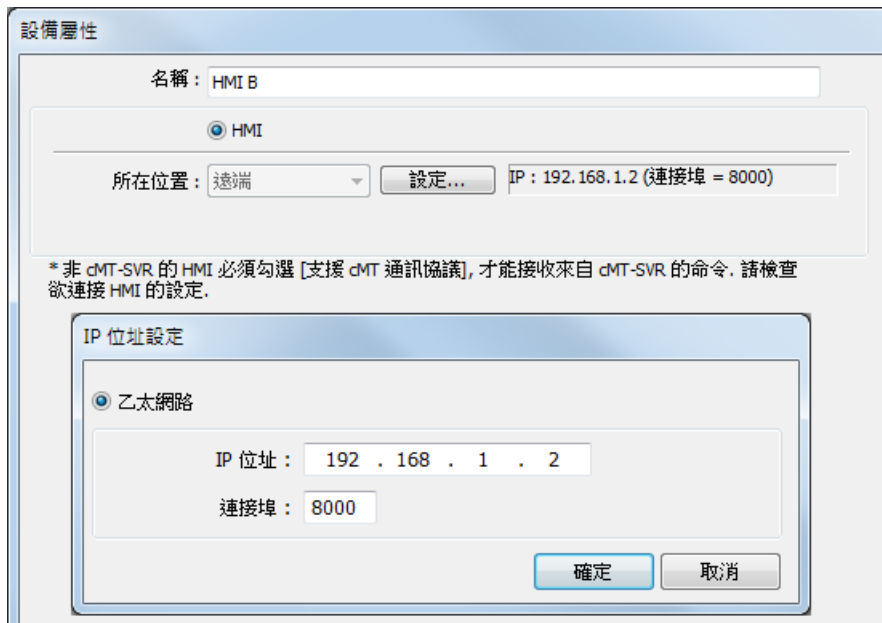 設備屬性
名稱 : HMI B
HMI
所在位置 : 遠端 設定... IP : 192.168.1.2 (連接埠 = 8000)
* 非 cMT-SVR 的 HMI 必須勾選 [支援 cMT 通訊協議], 才能接收來自 cMT-SVR 的命令. 請檢查
欲連接 HMI 的設定.
IP 位址設定
乙太網路
IP 位址 : 192 . 168 . 1 . 2
連接埠 : 8000
確定 取消